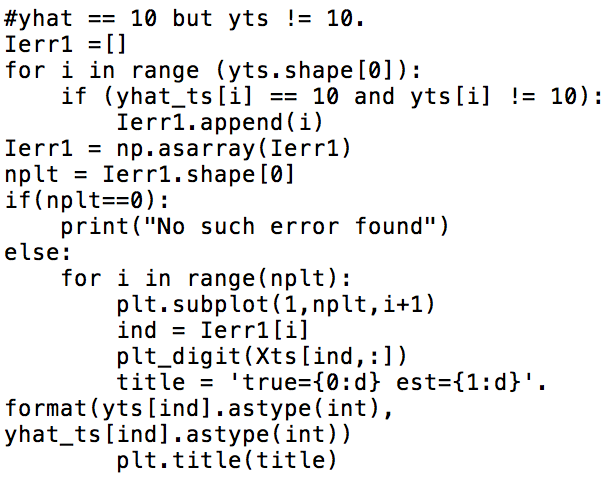 #yhat == 10 but yts != 10.
Ierr1 =[]
for i in range (yts.shape[0]):
    if (yhat_ts[i] == 10 and yts[i] != 10):
        Ierr1.append(i)
Ierr1 = np.asarray(Ierr1)
nplt = Ierr1.shape[0]
if(nplt==0):
    print("No such error found")
else:
    for i in range(nplt):
        plt.subplot(1,nplt,i+1)
        ind = Ierr1[i]
        plt_digit(Xts[ind,:])
        title = 'true={0:d} est={1:d}'.
format(yts[ind].astype(int),
yhat_ts[ind].astype(int))
        plt.title(title)